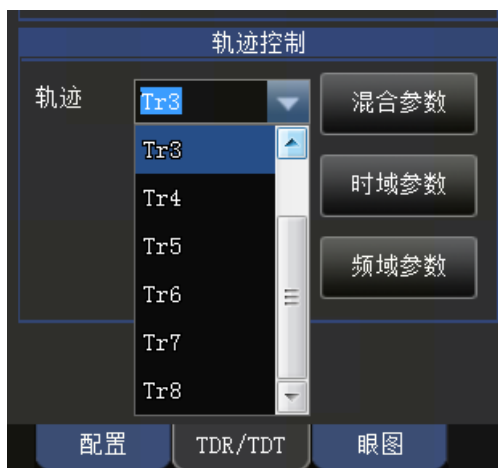 轨迹控制
轨迹
Tr3
混合参数
Tr3
Tr4
时域参数
Tr5
频域参数
Tr6
Tr7
Tr8
配置
TDR/TDT
眼图